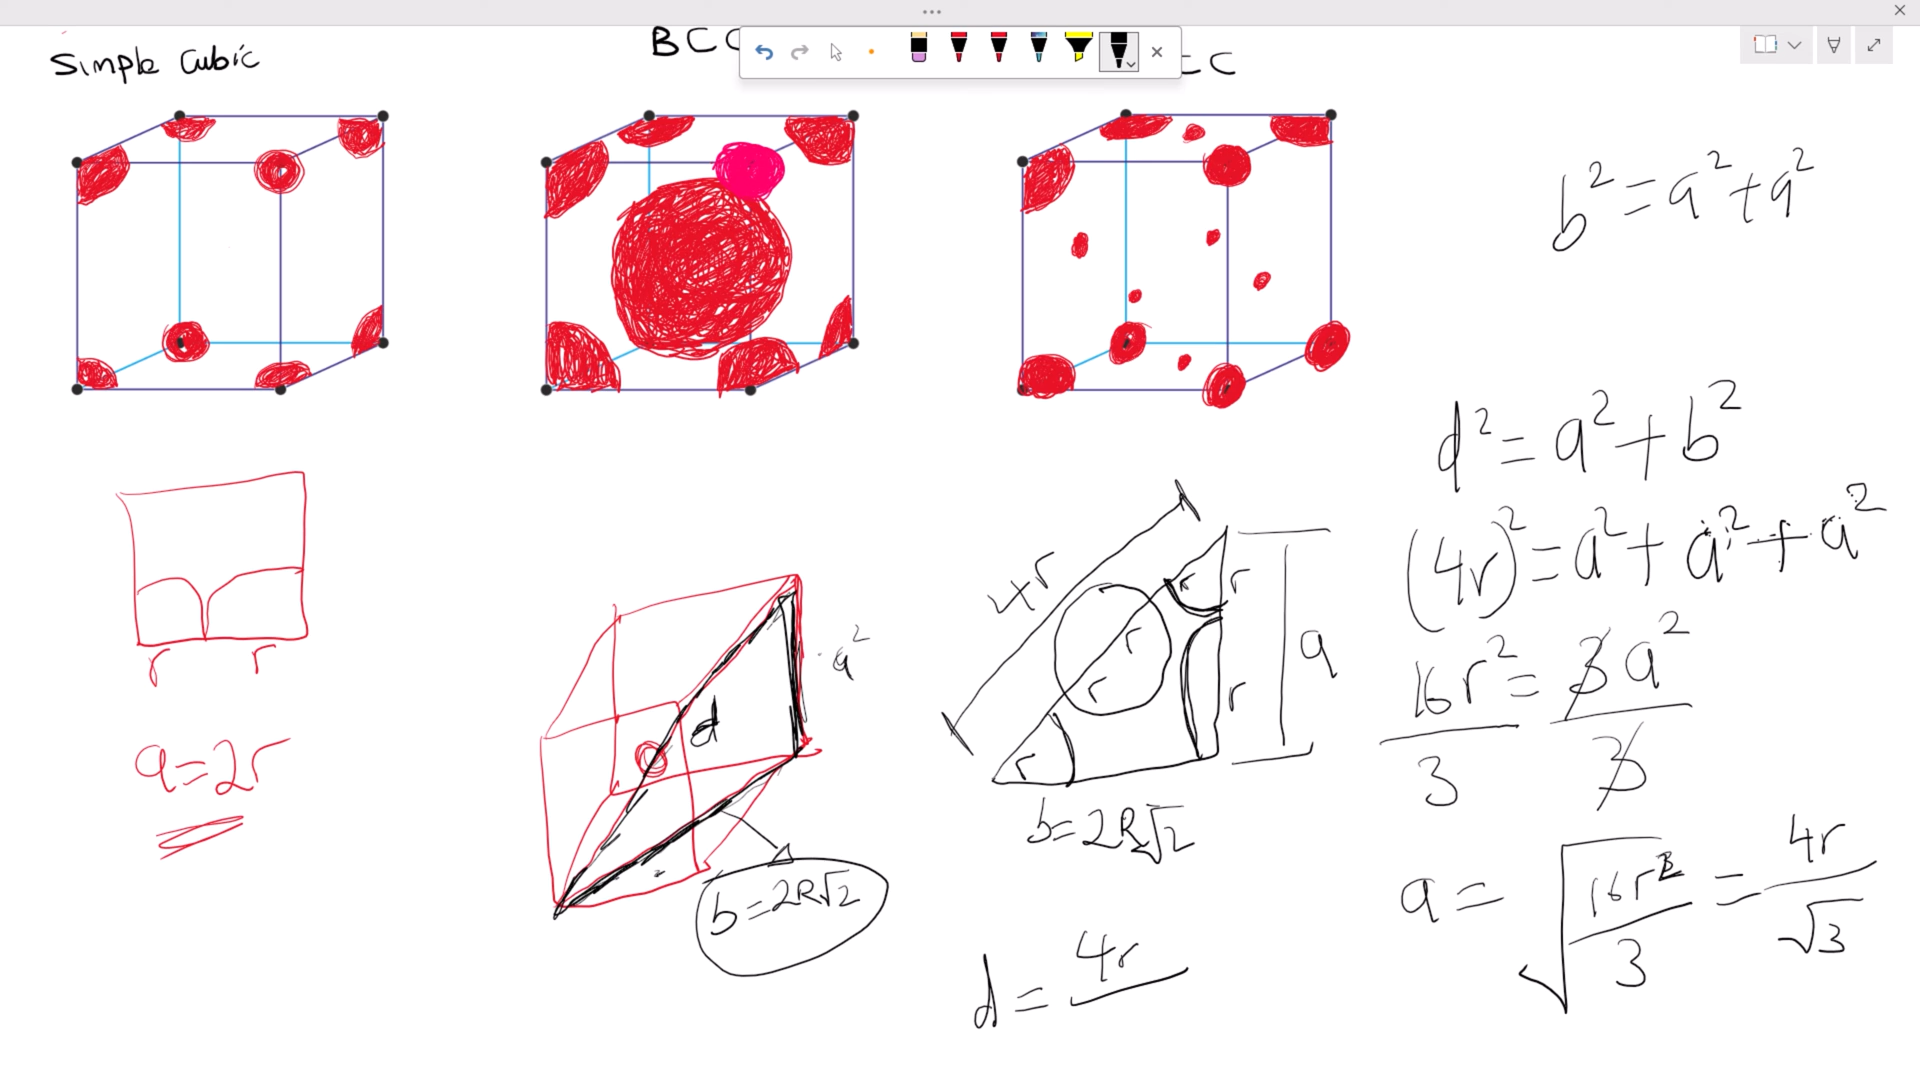 Simple Cubic
BCC
CC
b² = a² + a²
d² = a² + b²
(4r)² = a² + a² + a²
16r² / 3 = 3a² / 3
a = √(16r² / 3) = 4r / √3
r r
a = 2r
d
a²
b = 2R√2
4r
r r
r
r
r
r
a
b = 2R√2
d = 4r